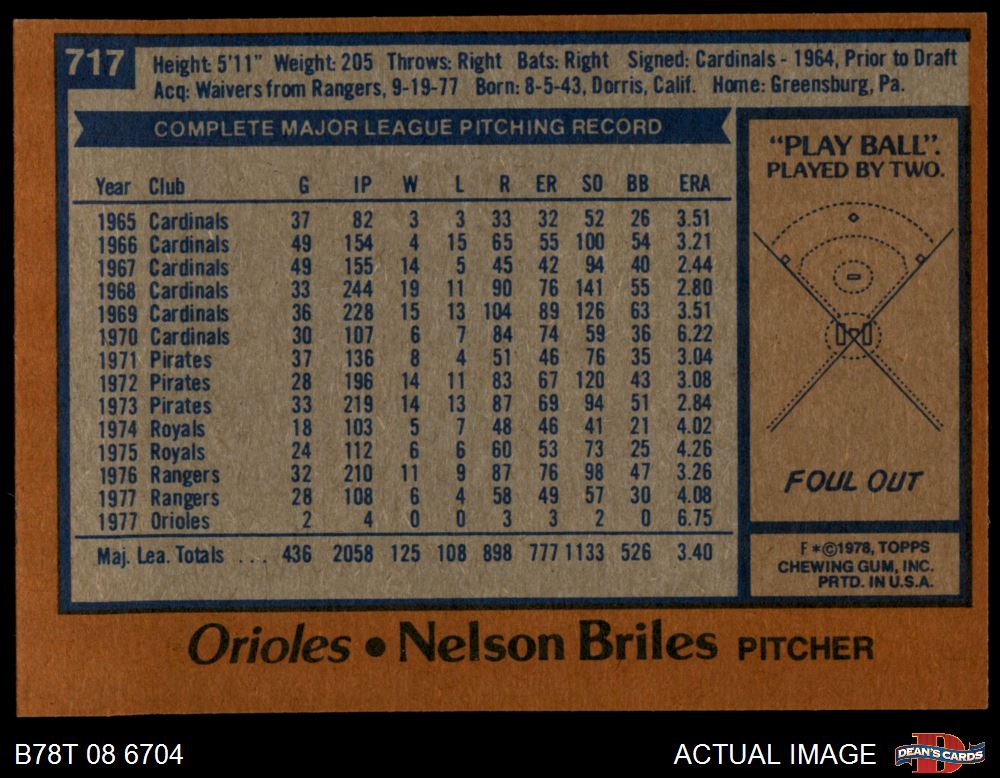 717
Height: 5'11" Weight: 205 Throws: Right Bats: Right Signed: Cardinals - 1964, Prior to Draft
Acq: Waivers from Rangers, 9-19-77 Born: 8-5-43, Dorris, Calif. Home: Greensburg, Pa.
COMPLETE MAJOR LEAGUE PITCHING RECORD
Year Club G IP W L R ER SO BB ERA
1965 Cardinals 37 82 3 3 33 32 52 26 3.51
1966 Cardinals 49 154 4 15 65 55 100 54 3.21
1967 Cardinals 49 155 14 5 45 42 94 40 2.44
1968 Cardinals 33 244 19 11 90 76 141 55 2.80
1969 Cardinals 36 228 15 13 104 89 126 63 3.51
1970 Cardinals 30 107 6 7 84 74 59 36 6.22
1971 Pirates 37 136 8 4 51 46 76 35 3.04
1972 Pirates 28 196 14 11 83 67 120 43 3.08
1973 Pirates 33 219 14 13 87 69 94 51 2.84
1974 Royals 18 103 5 7 48 46 41 21 4.02
1975 Royals 24 112 6 6 60 53 73 25 4.26
1976 Rangers 32 210 11 9 87 76 98 47 3.26
1977 Rangers 28 108 6 4 58 49 57 30 4.08
1977 Orioles 2 4 0 0 3 3 2 0 6.75
Maj. Lea. Totals ... 436 2058 125 108 898 777 1133 526 3.40
"PLAY BALL".
PLAYED BY TWO.
FOUL OUT
F *©1978, TOPPS
CHEWING GUM, INC.
PRTD. IN U.S.A.
Orioles • Nelson Briles PITCHER
B78T 08 6704
ACTUAL IMAGE
D
DEAN'S CARDS